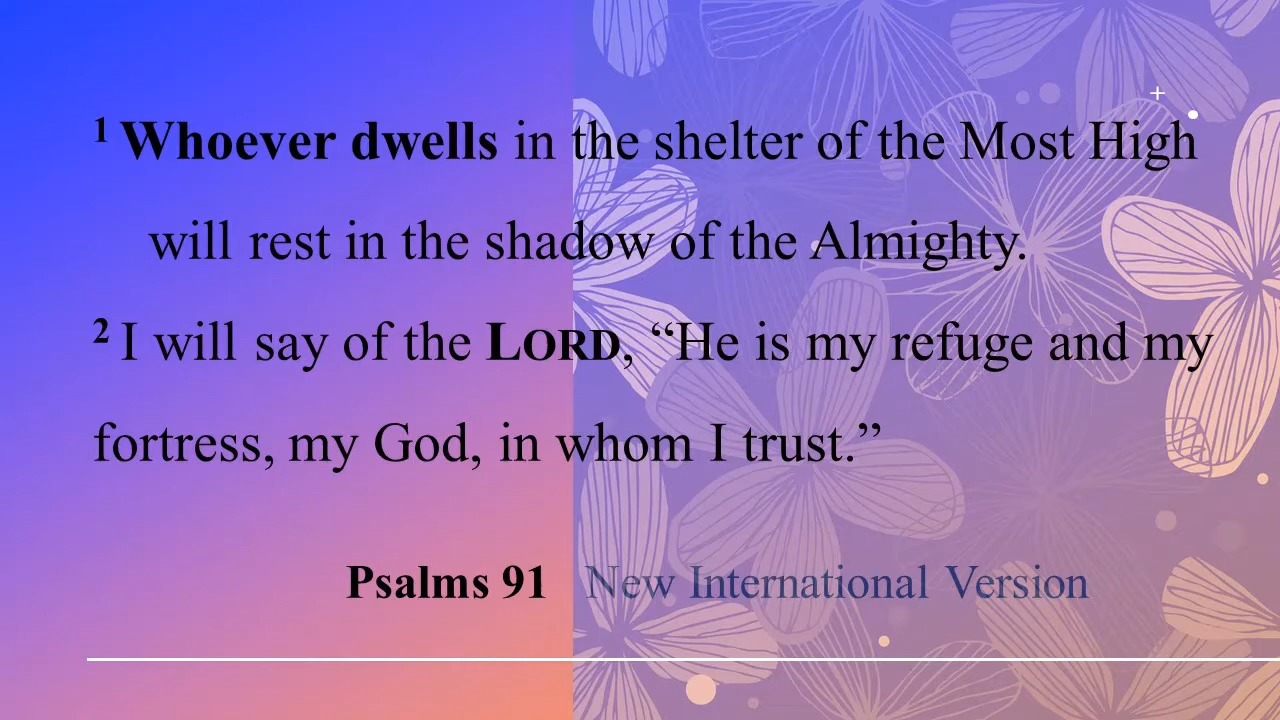 1 Whoever dwells in the shelter of the Most High
will rest in the shadow of the Almighty.
2 I will say of the LORD, “He is my refuge and my
fortress, my God, in whom I trust.”
Psalms 91 New International Version